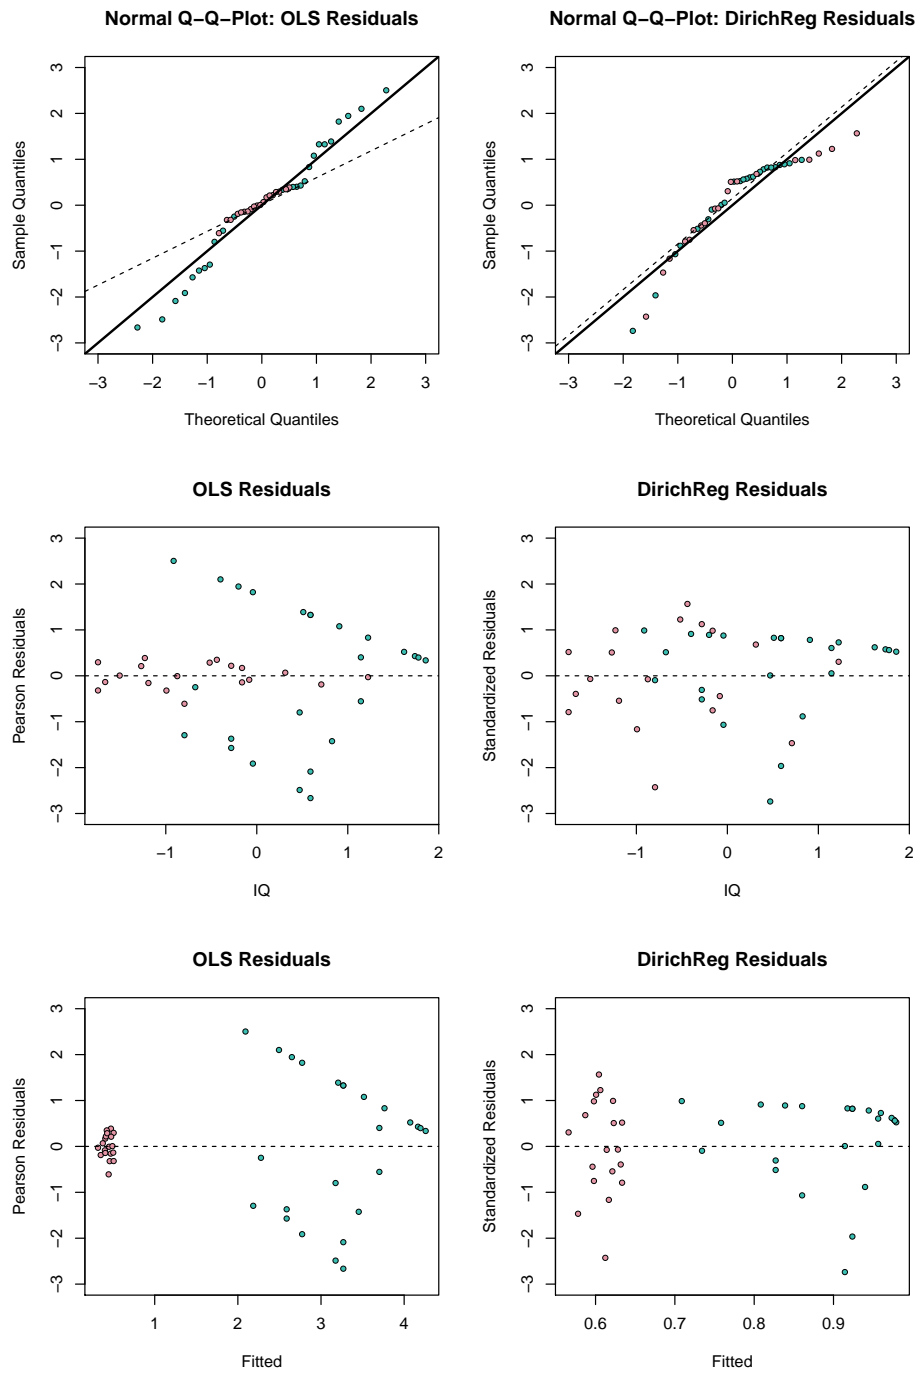 Normal Q−Q−Plot: OLS Residuals
Normal Q−Q−Plot: DirichReg Residuals
3
2
1
0
−1
−2
−3
Sample Quantiles
−3 −2 −1 0 1 2 3
Theoretical Quantiles
3
2
1
0
−1
−2
−3
Sample Quantiles
−3 −2 −1 0 1 2 3
Theoretical Quantiles
OLS Residuals
DirichReg Residuals
3
2
1
0
−1
−2
−3
Pearson Residuals
−1 0 1 2
IQ
3
2
1
0
−1
−2
−3
Standardized Residuals
−1 0 1 2
IQ
OLS Residuals
DirichReg Residuals
3
2
1
0
−1
−2
−3
Pearson Residuals
1 2 3 4
Fitted
3
2
1
0
−1
−2
−3
Standardized Residuals
0.6 0.7 0.8 0.9
Fitted